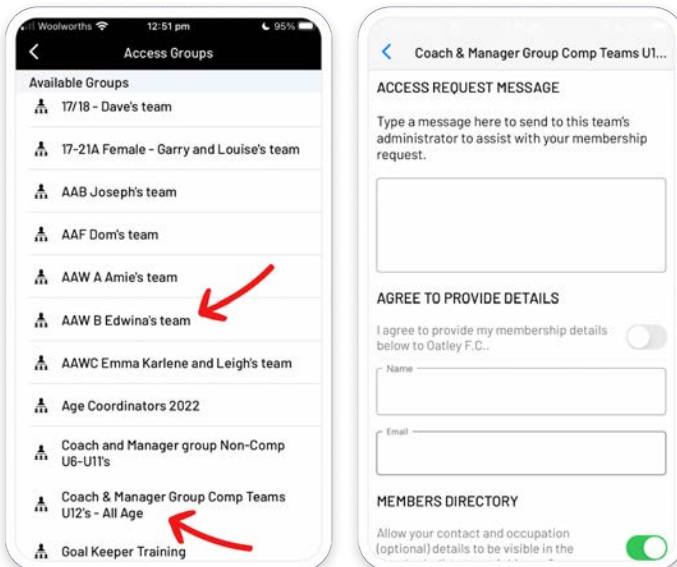 Woolworths 12:51 pm 95%
Access Groups
Available Groups
17/18 - Dave's team
17-21A Female - Garry and Louise's team
AAB Joseph's team
AAF Dom's team
AAW A Amie's team
AAW B Edwina's team
AAWC Emma Karlene and Leigh's team
Age Coordinators 2022
Coach and Manager group Non-Comp
U6-U11's
Coach & Manager Group Comp Teams
U12's - All Age
Goal Keeper Training
Coach & Manager Group Comp Teams U1...
ACCESS REQUEST MESSAGE
Type a message here to send to this team's
administrator to assist with your membership
request.
AGREE TO PROVIDE DETAILS
I agree to provide my membership details
below to Oatley F.C..
Name
Email
MEMBERS DIRECTORY
Allow your contact and occupation
(optional) details to be visible in the